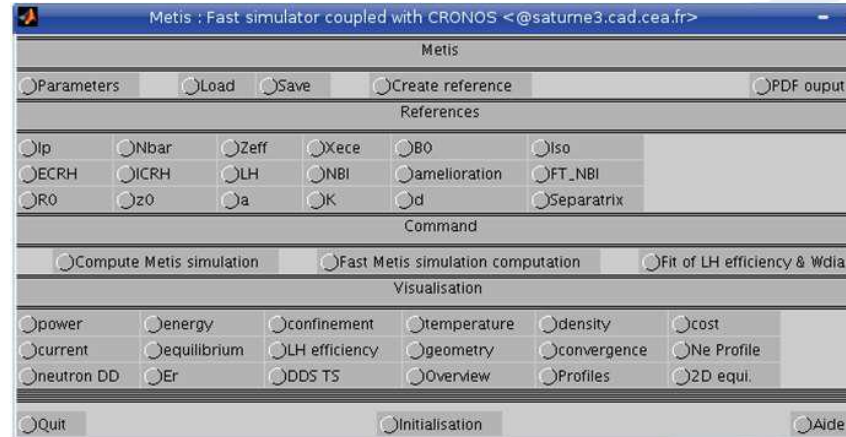 Metis : Fast simulator coupled with CRONOS <@saturne3.cad.cea.fr>
Metis
Parameters Load Save Create reference PDF ouput
References
Ip Nbar Zeff Xece B0 Iso
ECRH ICRH LH NBI amelioration FT_NBI
R0 z0 a K d Separatrix
Command
Compute Metis simulation Fast Metis simulation computation Fit of LH efficiency & Wdia
Visualisation
power energy confinement temperature density cost
current equilibrium LH efficiency geometry convergence Ne Profile
neutron DD Er DDS TS Overview Profiles 2D equi.
Quit Initialisation Aide